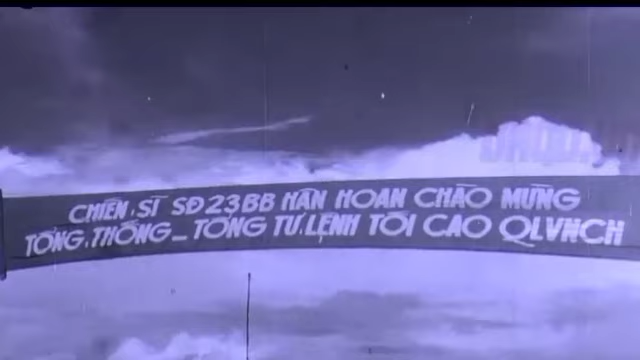 CHIẾN SĨ SĐ23BB HÂN HOAN CHÀO MỪNG
TỔNG THỐNG - TỔNG TƯ LỆNH TỐI CAO QLVNCH